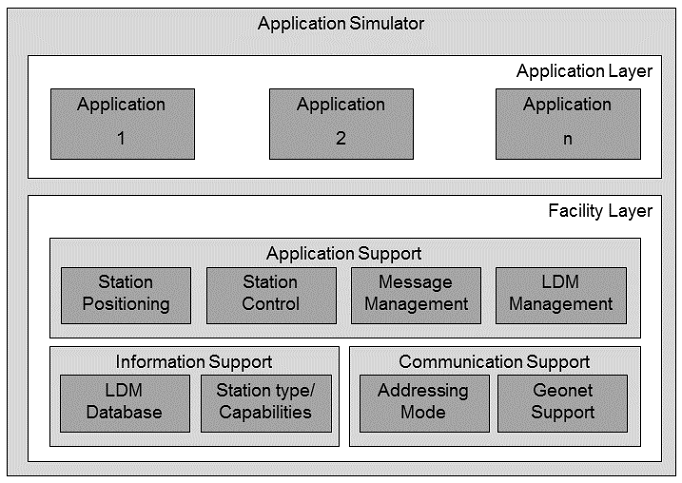 Application Simulator
Application Layer
Application
1
Application
2
Application
n
Facility Layer
Application Support
Station
Positioning
Station
Control
Message
Management
LDM
Management
Information Support
LDM
Database
Station type/
Capabilities
Communication Support
Addressing
Mode
Geonet
Support